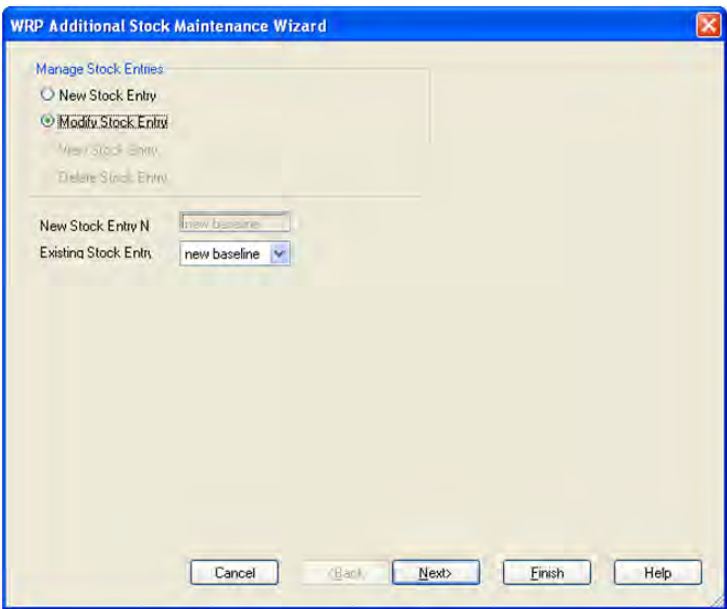 WRP Additional Stock Maintenance Wizard
Manage Stock Entries
New Stock Entry
Modify Stock Entry
View Stock Entry
Delete Stock Entry
New Stock Entry N new baseline
Existing Stock Entry new baseline
Cancel <Back Next> Finish Help